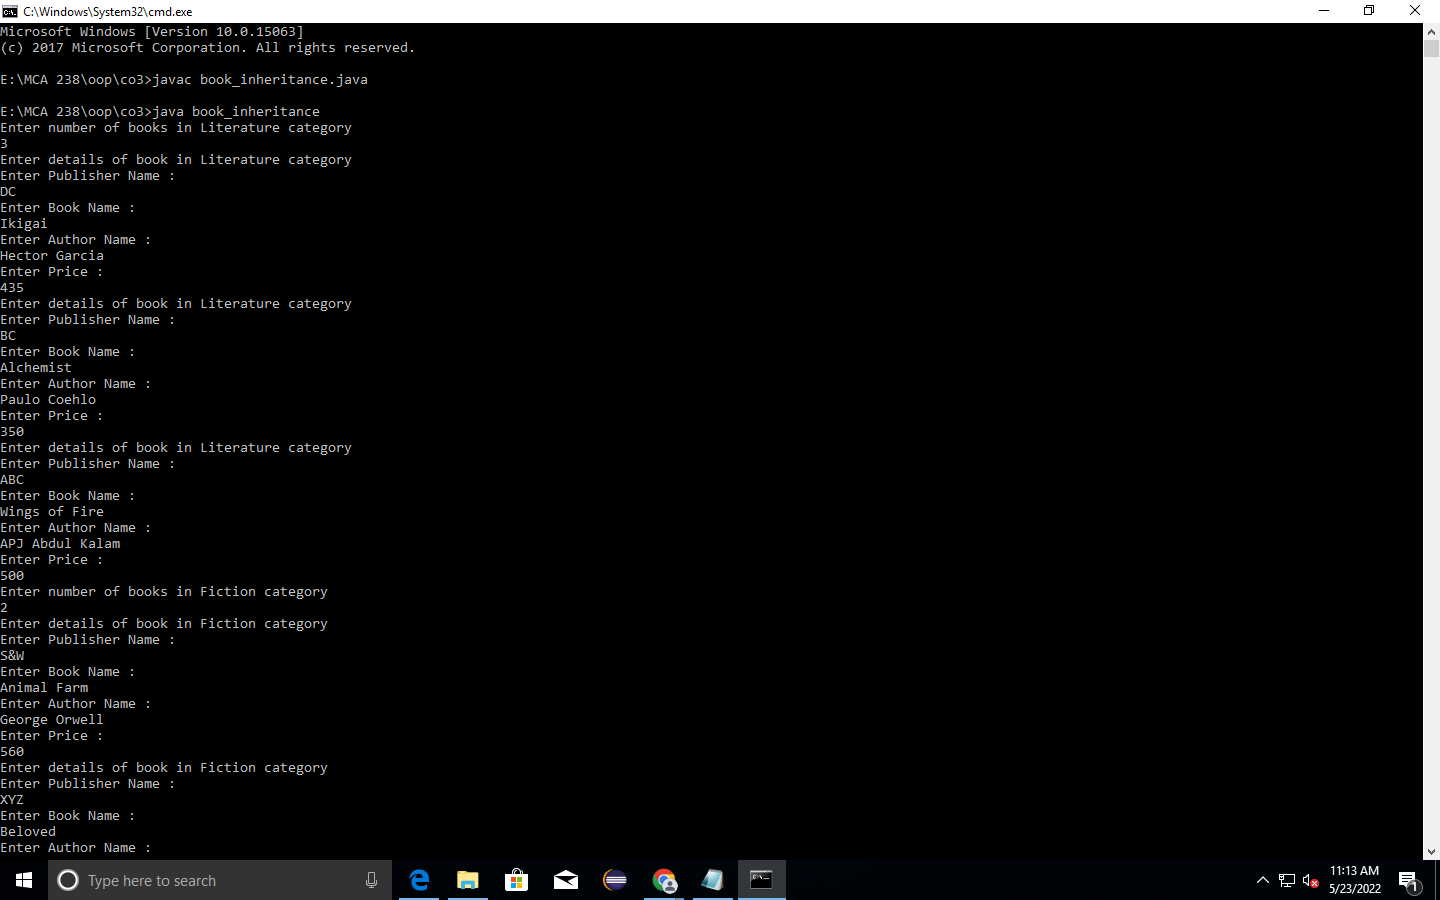 C:\Windows\System32\cmd.exe
Microsoft Windows [Version 10.0.15063]
(c) 2017 Microsoft Corporation. All rights reserved.
E:\MCA 238\oop\co3>javac book_inheritance.java
E:\MCA 238\oop\co3>java book_inheritance
Enter number of books in Literature category
3
Enter details of book in Literature category
Enter Publisher Name :
DC
Enter Book Name :
Ikigai
Enter Author Name :
Hector Garcia
Enter Price :
435
Enter details of book in Literature category
Enter Publisher Name :
BC
Enter Book Name :
Alchemist
Enter Author Name :
Paulo Coehlo
Enter Price :
350
Enter details of book in Literature category
Enter Publisher Name :
ABC
Enter Book Name :
Wings of Fire
Enter Author Name :
APJ Abdul Kalam
Enter Price :
500
Enter number of books in Fiction category
2
Enter details of book in Fiction category
Enter Publisher Name :
S&W
Enter Book Name :
Animal Farm
Enter Author Name :
George Orwell
Enter Price :
560
Enter details of book in Fiction category
Enter Publisher Name :
XYZ
Enter Book Name :
Beloved
Enter Author Name :
Type here to search
11:13 AM
5/23/2022
1